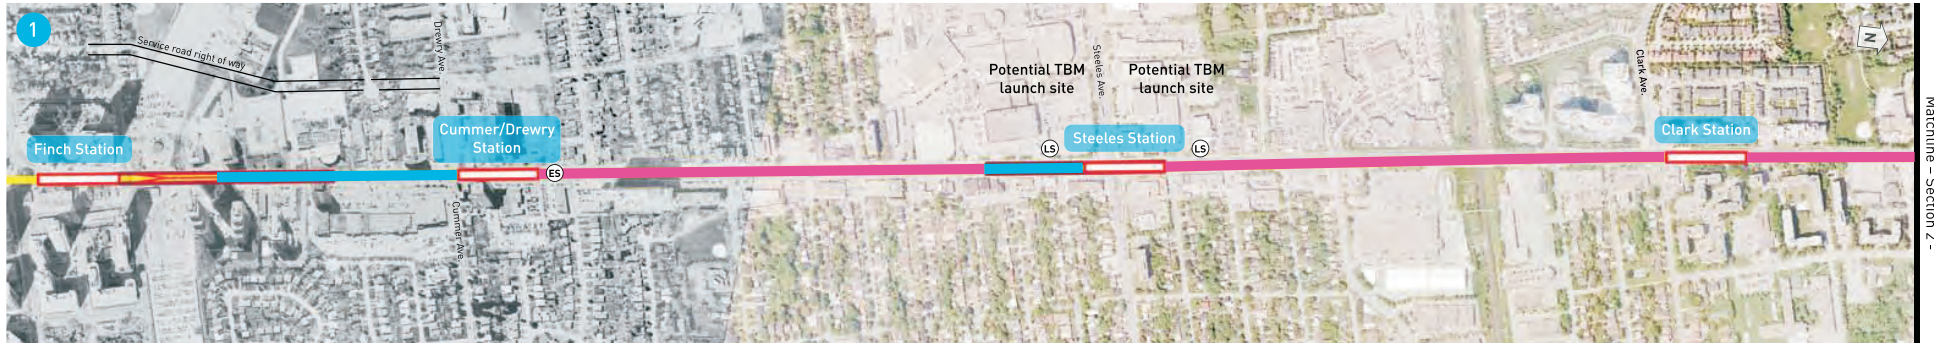 1
Service road right of way
Drewry Ave.
Finch Station
Cummer/Drewry
Station
ES
Cummer Ave.
Potential TBM
launch site
Steeles Ave.
Potential TBM
launch site
LS
Steeles Station
LS
Clark Ave.
Clark Station
N
Matchline – Section 2 -